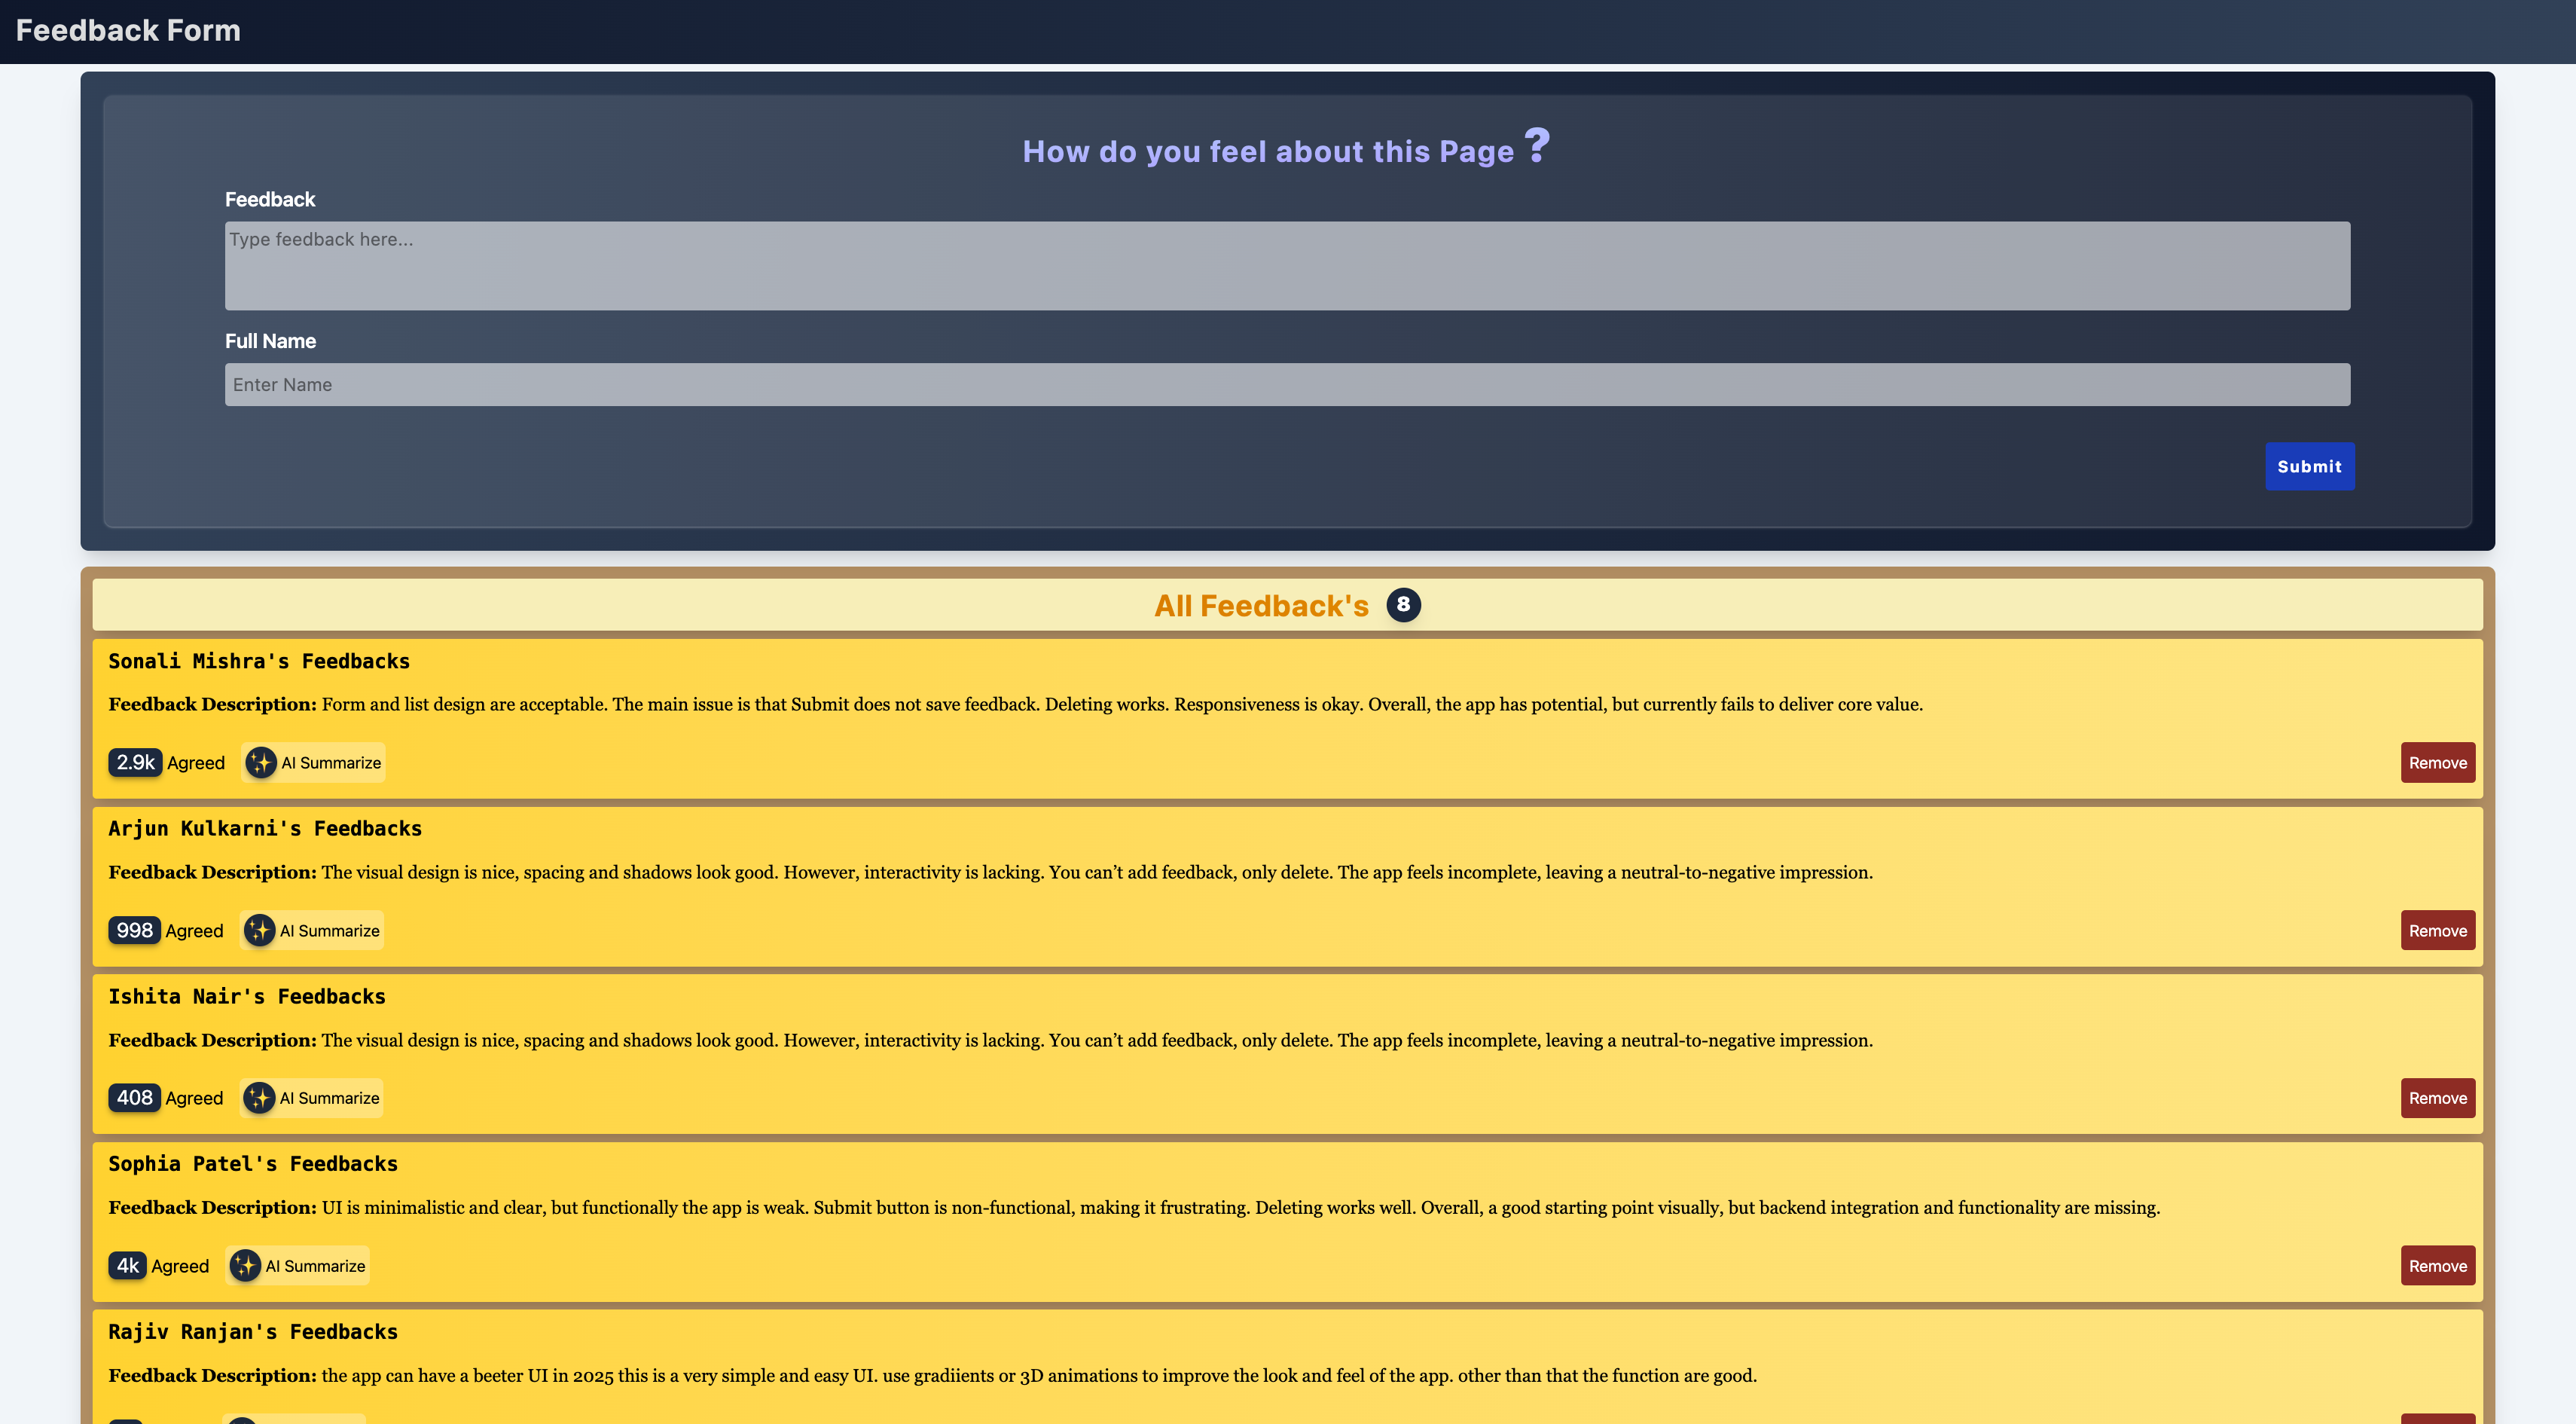 Feedback Form
How do you feel about this Page ?
Feedback
Type feedback here...
Full Name
Enter Name
Submit
All Feedback's 8
Sonali Mishra's Feedbacks
Feedback Description: Form and list design are acceptable. The main issue is that Submit does not save feedback. Deleting works. Responsiveness is okay. Overall, the app has potential, but currently fails to deliver core value.
2.9k Agreed AI Summarize Remove
Arjun Kulkarni's Feedbacks
Feedback Description: The visual design is nice, spacing and shadows look good. However, interactivity is lacking. You can’t add feedback, only delete. The app feels incomplete, leaving a neutral-to-negative impression.
998 Agreed AI Summarize Remove
Ishita Nair's Feedbacks
Feedback Description: The visual design is nice, spacing and shadows look good. However, interactivity is lacking. You can’t add feedback, only delete. The app feels incomplete, leaving a neutral-to-negative impression.
408 Agreed AI Summarize Remove
Sophia Patel's Feedbacks
Feedback Description: UI is minimalistic and clear, but functionally the app is weak. Submit button is non-functional, making it frustrating. Deleting works well. Overall, a good starting point visually, but backend integration and functionality are missing.
4k Agreed AI Summarize Remove
Rajiv Ranjan's Feedbacks
Feedback Description: the app can have a beeter UI in 2025 this is a very simple and easy UI. use gradiients or 3D animations to improve the look and feel of the app. other than that the function are good.